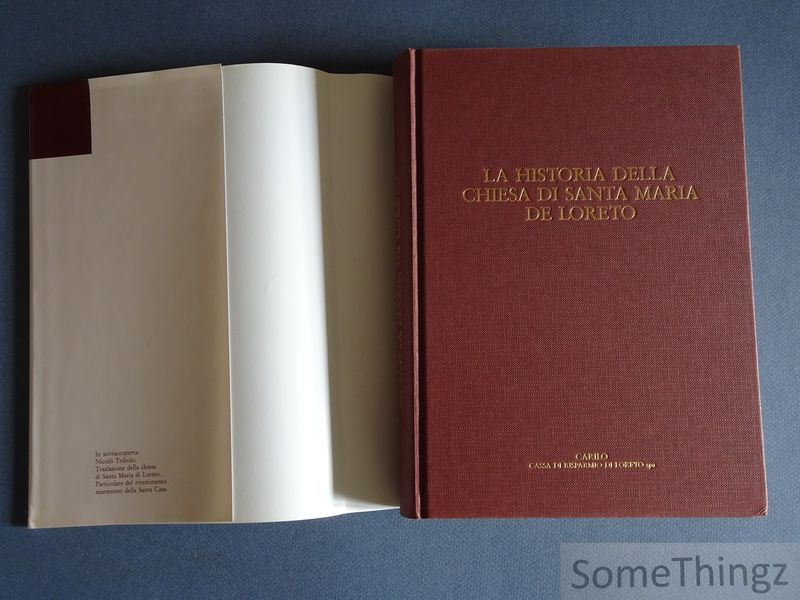 In sovraccoperta:
Nicolò Tribolo.
Traslazione della chiesa
di Santa Maria di Loreto.
Particolare del rivestimento
marmoreo della Santa Casa.
LA HISTORIA DELLA
CHIESA DI SANTA MARIA
DE LORETO
CARILO
CASSA DI RISPARMIO DI LORETO spa
SomeThingz